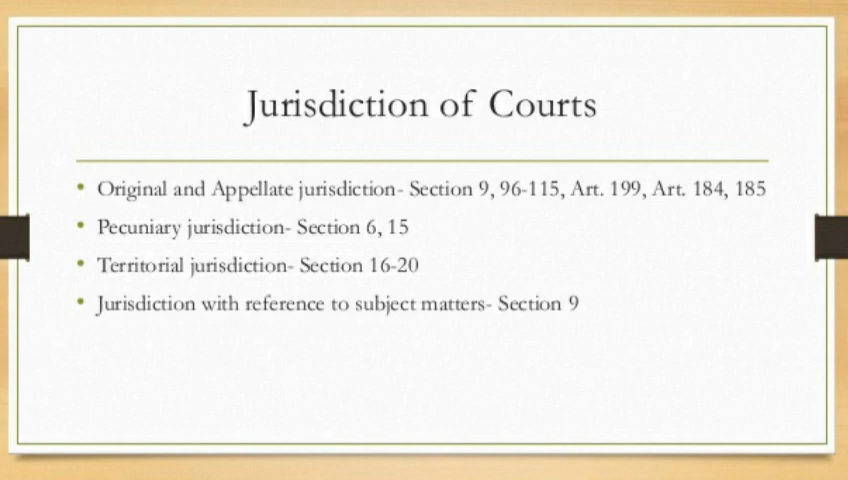 Jurisdiction of Courts
• Original and Appellate jurisdiction- Section 9, 96-115, Art. 199, Art. 184, 185
• Pecuniary jurisdiction- Section 6, 15
• Territorial jurisdiction- Section 16-20
• Jurisdiction with reference to subject matters- Section 9